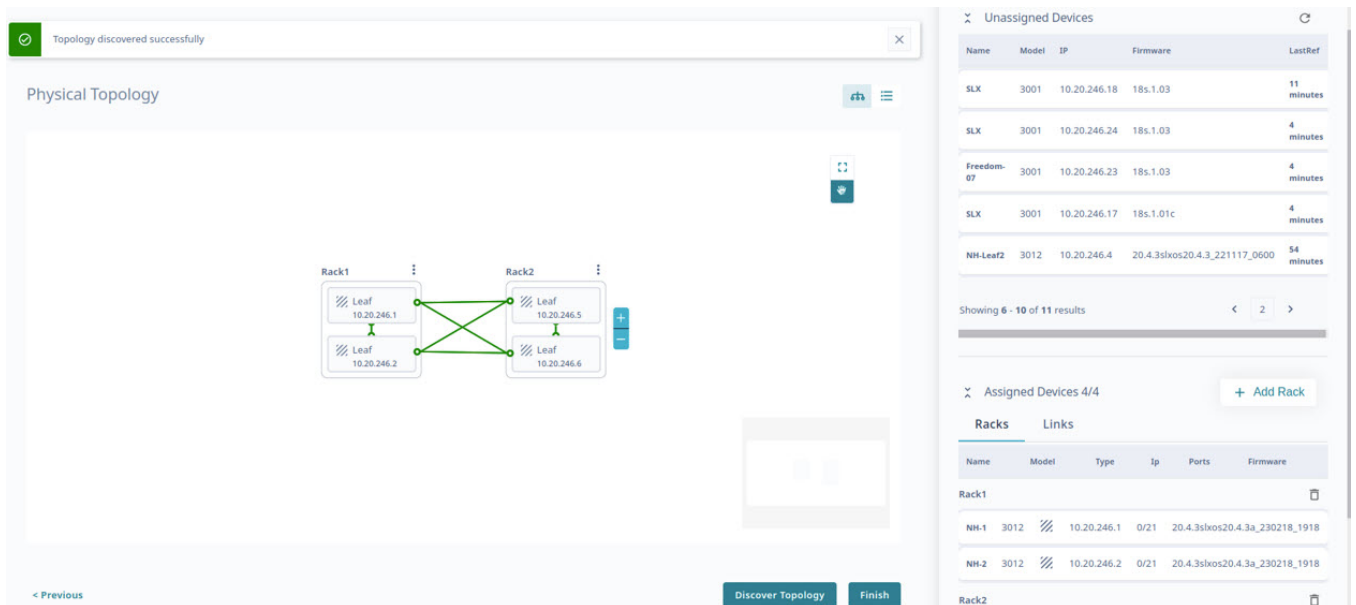 Topology discovered successfully
Physical Topology
Rack1
Leaf
10.20.246.1
Leaf
10.20.246.2
Rack2
Leaf
10.20.246.5
Leaf
10.20.246.6
+
−
< Previous
Discover Topology
Finish
Unassigned Devices
Name Model IP Firmware LastRef
SLX 3001 10.20.246.18 18s.1.03 11 minutes
SLX 3001 10.20.246.24 18s.1.03 4 minutes
Freedom-07 3001 10.20.246.23 18s.1.03 4 minutes
SLX 3001 10.20.246.17 18s.1.01c 4 minutes
NH-Leaf2 3012 10.20.246.4 20.4.3slxos20.4.3_221117_0600 54 minutes
Showing 6 - 10 of 11 results < 2 >
Assigned Devices 4/4 + Add Rack
Racks Links
Name Model Type Ip Ports Firmware
Rack1
NH-1 3012 10.20.246.1 0/21 20.4.3slxos20.4.3a_230218_1918
NH-2 3012 10.20.246.2 0/21 20.4.3slxos20.4.3a_230218_1918
Rack2